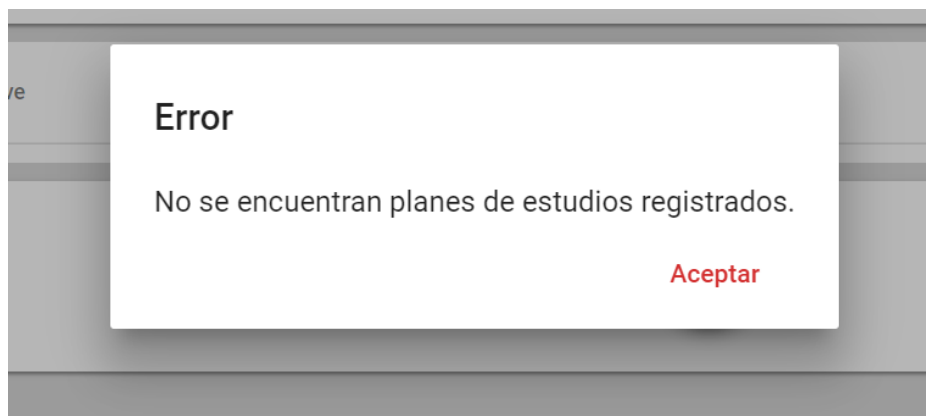 Error
No se encuentran planes de estudios registrados.
Aceptar